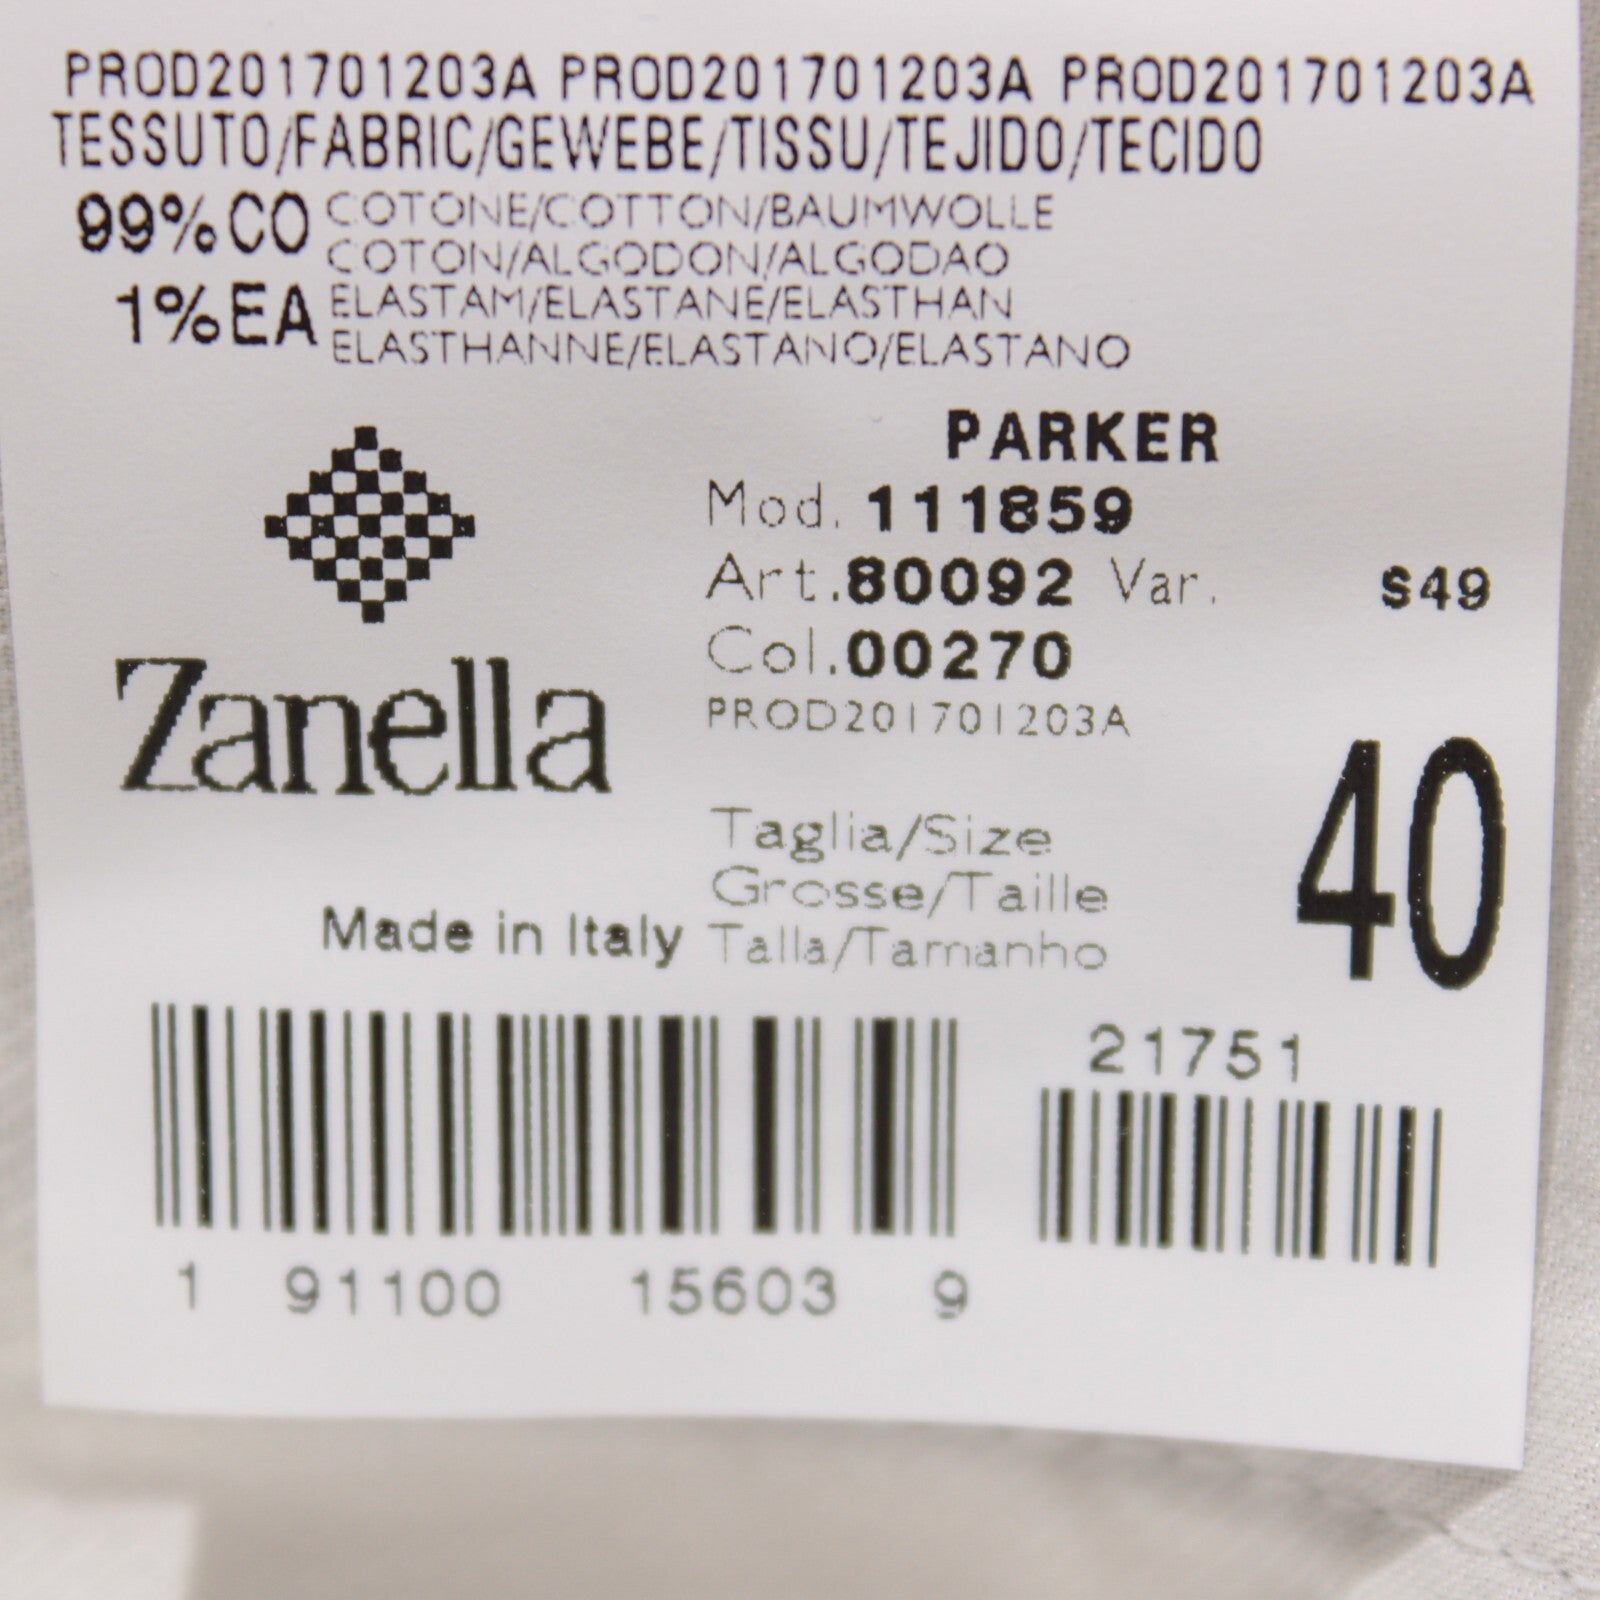 PROD201701203A PROD201701203A PROD201701203A
TESSUTO/FABRIC/GEWEBE/TISSU/TEJIDO/TECIDO
99%CO COTONE/COTTON/BAUMWOLLE
COTON/ALGODON/ALGODAO
1%EA ELASTAM/ELASTANE/ELASTHAN
ELASTHANNE/ELASTANO/ELASTANO
PARKER
Mod. 111859
Art.80092 Var. S49
Col.00270
PROD201701203A
Zanella
40
Taglia/Size
Grosse/Taille
Made in Italy Talla/Tamanho
21751
1 91100 15603 9